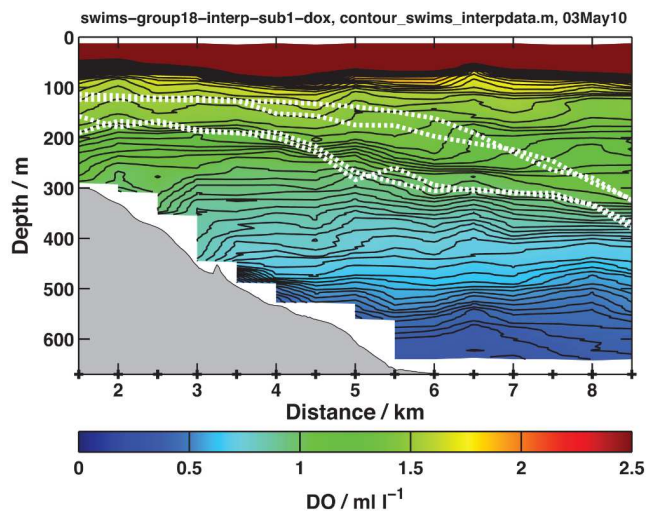 swims-group18-interp-sub1-dox, contour_swims_interpdata.m, 03May10
0
100
200
300
400
500
600
Depth / m
2 3 4 5 6 7 8
Distance / km
0 0.5 1 1.5 2 2.5
DO / ml l⁻¹